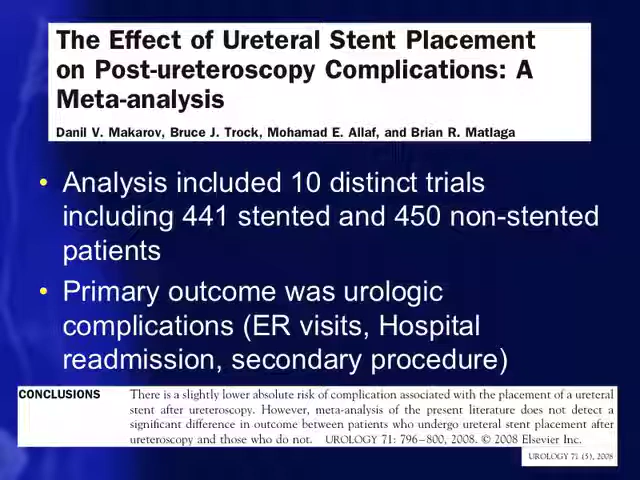 The Effect of Ureteral Stent Placement
on Post-ureteroscopy Complications: A
Meta-analysis
Danil V. Makarov, Bruce J. Trock, Mohamad E. Allaf, and Brian R. Matlaga
• Analysis included 10 distinct trials
including 441 stented and 450 non-stented
patients
• Primary outcome was urologic
complications (ER visits, Hospital
readmission, secondary procedure)
CONCLUSIONS There is a slightly lower absolute risk of complication associated with the placement of a ureteral
stent after ureteroscopy. However, meta-analysis of the present literature does not detect a
significant difference in outcome between patients who undergo ureteral stent placement after
ureteroscopy and those who do not. UROLOGY 71: 796–800, 2008. © 2008 Elsevier Inc.
UROLOGY 71 (5), 2008